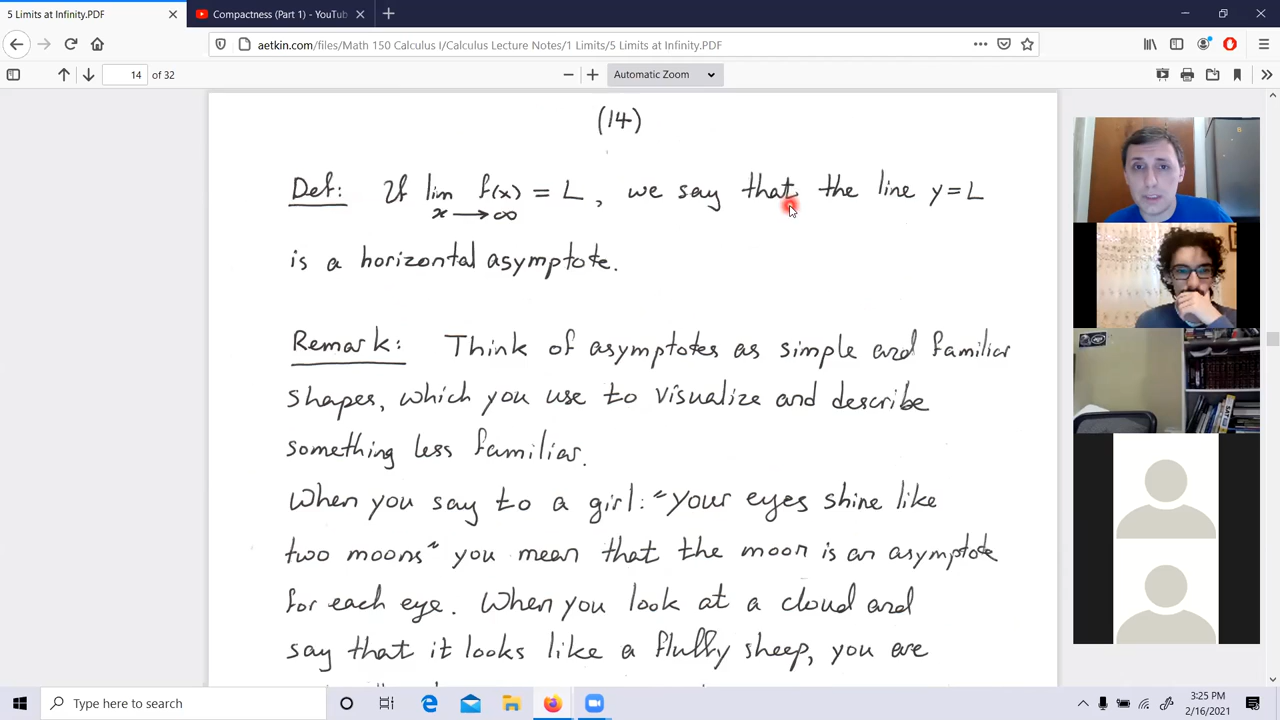 5 Limits at Infinity.PDF
Compactness (Part 1) - YouTub
aetkin.com/files/Math 150 Calculus I/Calculus Lecture Notes/1 Limits/5 Limits at Infinity.PDF
14 of 32
Automatic Zoom
(14)
Def: If lim f(x) = L, we say that the line y=L
x → ∞
is a horizontal asymptote.
Remark: Think of asymptotes as simple and familiar
shapes, which you use to visualize and describe
something less familiar.
When you say to a girl: "your eyes shine like
two moons" you mean that the moon is an asymptote
for each eye. When you look at a cloud and
say that it looks like a fluffy sheep, you are
Type here to search
3:25 PM
2/16/2021